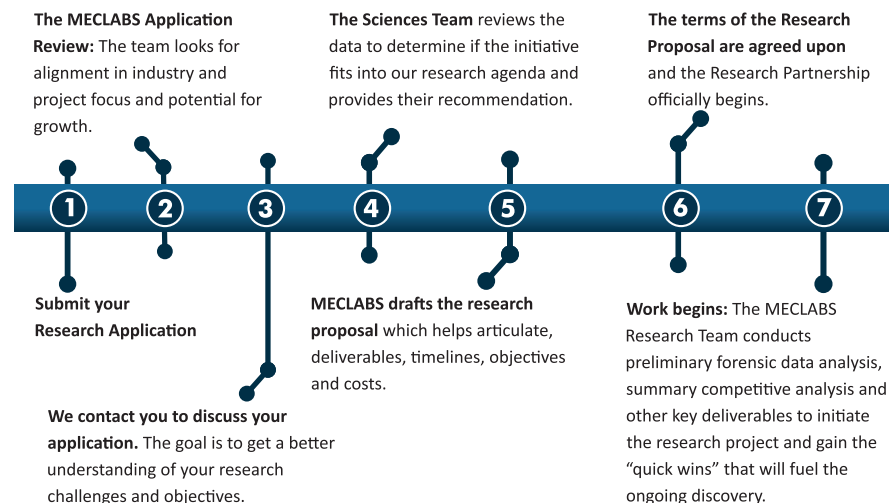 The MECLABS Application
Review: The team looks for
alignment in industry and
project focus and potential for
growth.
The Sciences Team reviews the
data to determine if the initiative
fits into our research agenda and
provides their recommendation.
The terms of the Research
Proposal are agreed upon
and the Research Partnership
officially begins.
1 2 3 4 5 6 7
Submit your
Research Application
We contact you to discuss your
application. The goal is to get a better
understanding of your research
challenges and objectives.
MECLABS drafts the research
proposal which helps articulate,
deliverables, timelines, objectives
and costs.
Work begins: The MECLABS
Research Team conducts
preliminary forensic data analysis,
summary competitive analysis and
other key deliverables to initiate
the research project and gain the
“quick wins” that will fuel the
ongoing discovery.